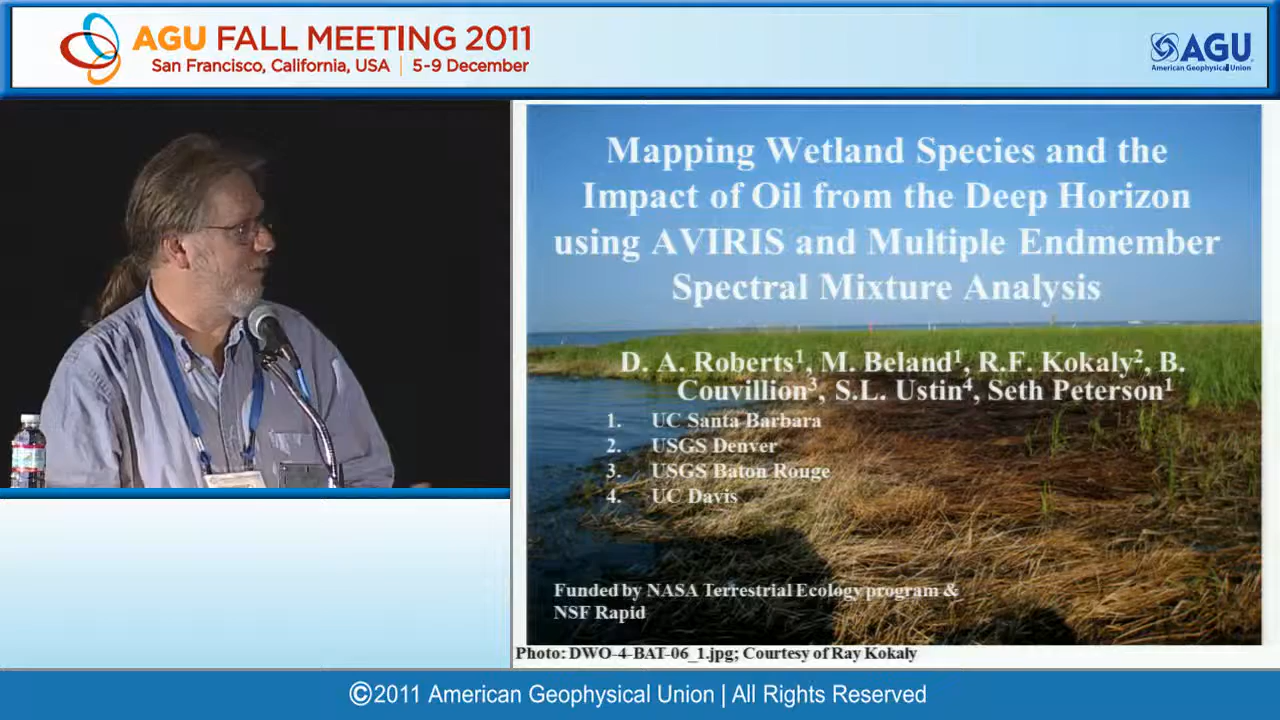 AGU FALL MEETING 2011
San Francisco, California, USA | 5-9 December
AGU
American Geophysical Union
Mapping Wetland Species and the
Impact of Oil from the Deep Horizon
using AVIRIS and Multiple Endmember
Spectral Mixture Analysis
D. A. Roberts¹, M. Beland¹, R.F. Kokaly², B.
Couvillion³, S.L. Ustin⁴, Seth Peterson¹
1. UC Santa Barbara
2. USGS Denver
3. USGS Baton Rouge
4. UC Davis
Funded by NASA Terrestrial Ecology program &
NSF Rapid
Photo: DWO-4-BAT-06_1.jpg; Courtesy of Ray Kokaly
©2011 American Geophysical Union | All Rights Reserved